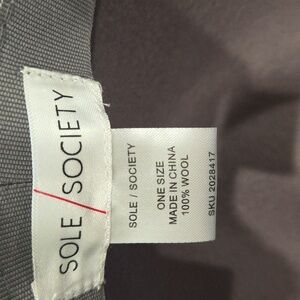 SOLE / SOCIETY
SOLE / SOCIETY
ONE SIZE
MADE IN CHINA
100% WOOL
SKU 2028417